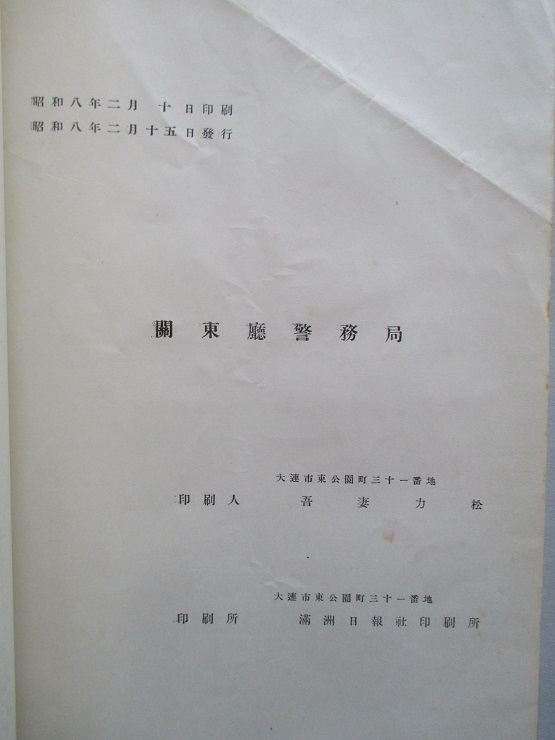 昭和八年二月十日印刷
昭和八年二月十五日發行
關東廳警務局
大連市東公園町三十一番地
印刷人 吾妻力松
大連市東公園町三十一番地
印刷所 滿洲日報社印刷所